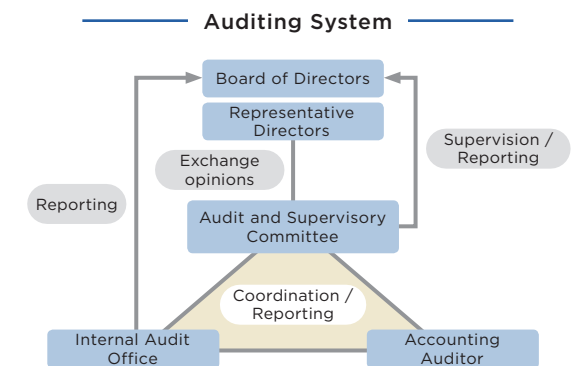 Auditing System
Board of Directors
Representative
Directors
Supervision /
Reporting
Exchange
opinions
Reporting
Audit and Supervisory
Committee
Coordination /
Reporting
Internal Audit
Office
Accounting
Auditor